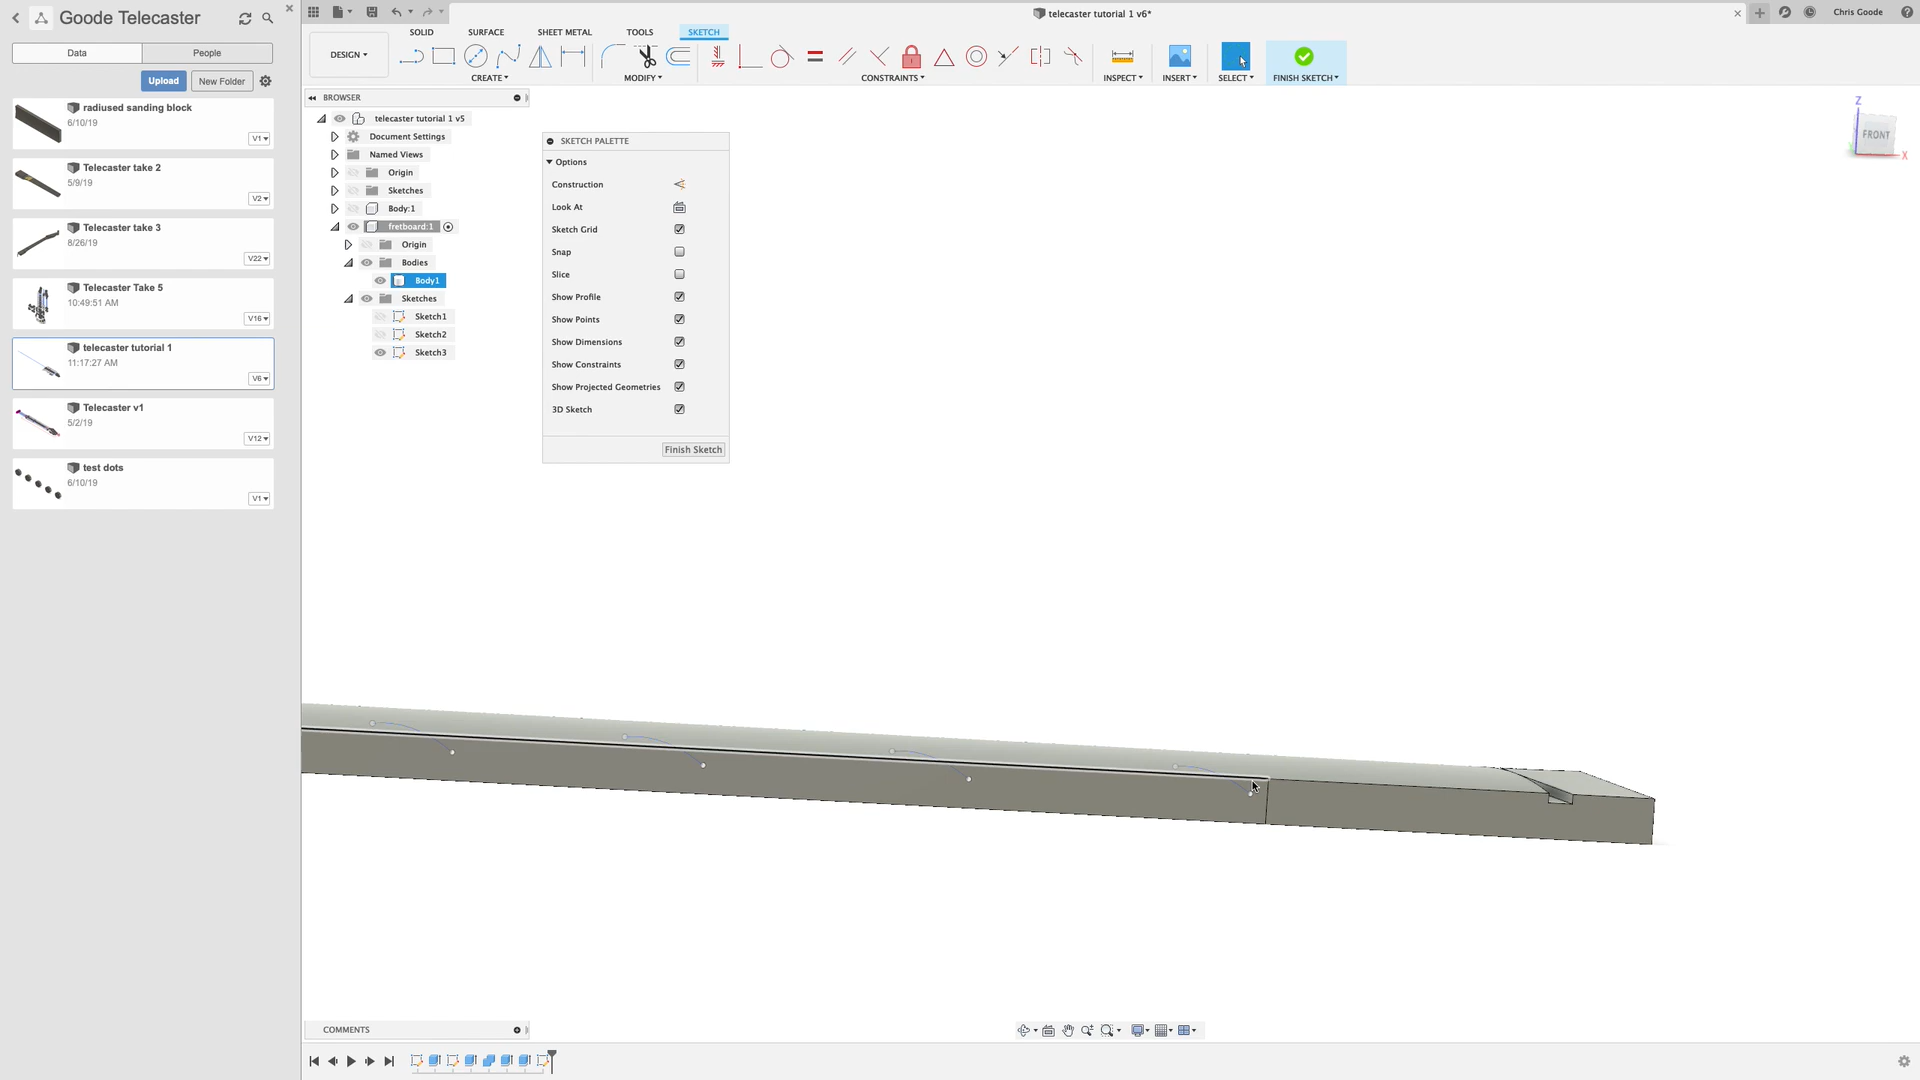 Goode Telecaster
Data
People
Upload
New Folder
radiused sanding block
6/10/19
V1
Telecaster take 2
5/9/19
V2
Telecaster take 3
8/26/19
V22
Telecaster Take 5
10:49:51 AM
V16
telecaster tutorial 1
11:17:27 AM
V6
Telecaster v1
5/2/19
V12
test dots
6/10/19
V1
telecaster tutorial 1 v6*
Chris Goode
DESIGN
SOLID
SURFACE
SHEET METAL
TOOLS
SKETCH
CREATE
MODIFY
CONSTRAINTS
INSPECT
INSERT
SELECT
FINISH SKETCH
BROWSER
telecaster tutorial 1 v5
Document Settings
Named Views
Origin
Sketches
Body:1
fretboard:1
Origin
Bodies
Body1
Sketches
Sketch1
Sketch2
Sketch3
SKETCH PALETTE
Options
Construction
Look At
Sketch Grid
Snap
Slice
Show Profile
Show Points
Show Dimensions
Show Constraints
Show Projected Geometries
3D Sketch
Finish Sketch
Z
FRONT
X
COMMENTS